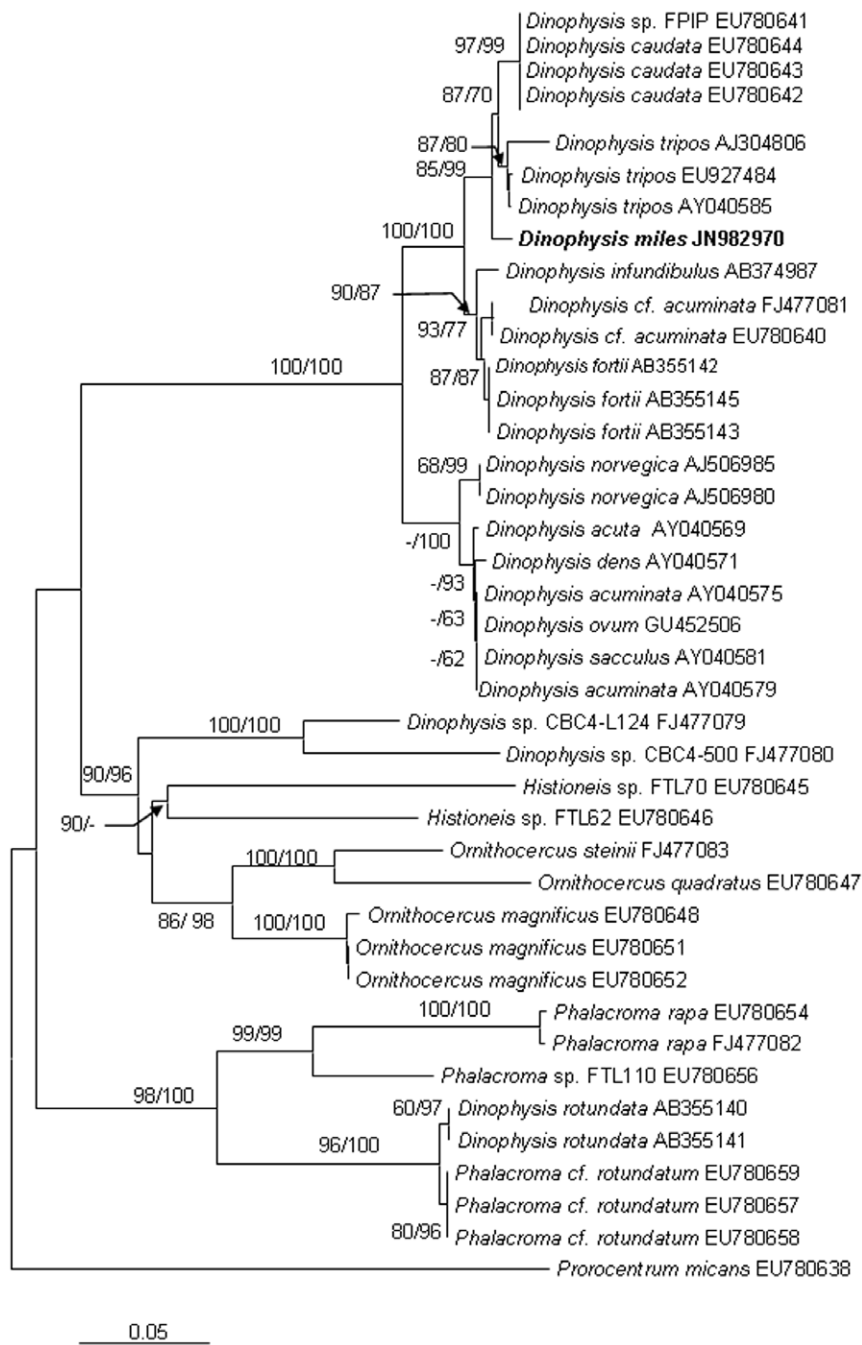 Dinophysis sp. FPIP EU780641
97/99
Dinophysis caudata EU780644
Dinophysis caudata EU780643
87/70
Dinophysis caudata EU780642
87/80
Dinophysis tripos AJ304806
85/99
Dinophysis tripos EU927484
Dinophysis tripos AY040585
100/100
Dinophysis miles JN982970
Dinophysis infundibulus AB374987
90/87
Dinophysis cf. acuminata FJ477081
93/77
Dinophysis cf. acuminata EU780640
100/100
Dinophysis fortii AB355142
87/87
Dinophysis fortii AB355145
Dinophysis fortii AB355143
68/99
Dinophysis norvegica AJ506985
Dinophysis norvegica AJ506980
Dinophysis acuta AY040569
-/100
Dinophysis dens AY040571
-/93
Dinophysis acuminata AY040575
-/63
Dinophysis ovum GU452506
-/62
Dinophysis sacculus AY040581
Dinophysis acuminata AY040579
100/100
Dinophysis sp. CBC4-L124 FJ477079
Dinophysis sp. CBC4-500 FJ477080
90/96
Histioneis sp. FTL70 EU780645
90/-
Histioneis sp. FTL62 EU780646
100/100
Ornithocercus steinii FJ477083
Ornithocercus quadratus EU780647
86/ 98
100/100
Ornithocercus magnificus EU780648
Ornithocercus magnificus EU780651
Ornithocercus magnificus EU780652
100/100
Phalacroma rapa EU780654
99/99
Phalacroma rapa FJ477082
Phalacroma sp. FTL110 EU780656
98/100
60/97
Dinophysis rotundata AB355140
Dinophysis rotundata AB355141
96/100
Phalacroma cf. rotundatum EU780659
Phalacroma cf. rotundatum EU780657
80/96
Phalacroma cf. rotundatum EU780658
Prorocentrum micans EU780638
0.05